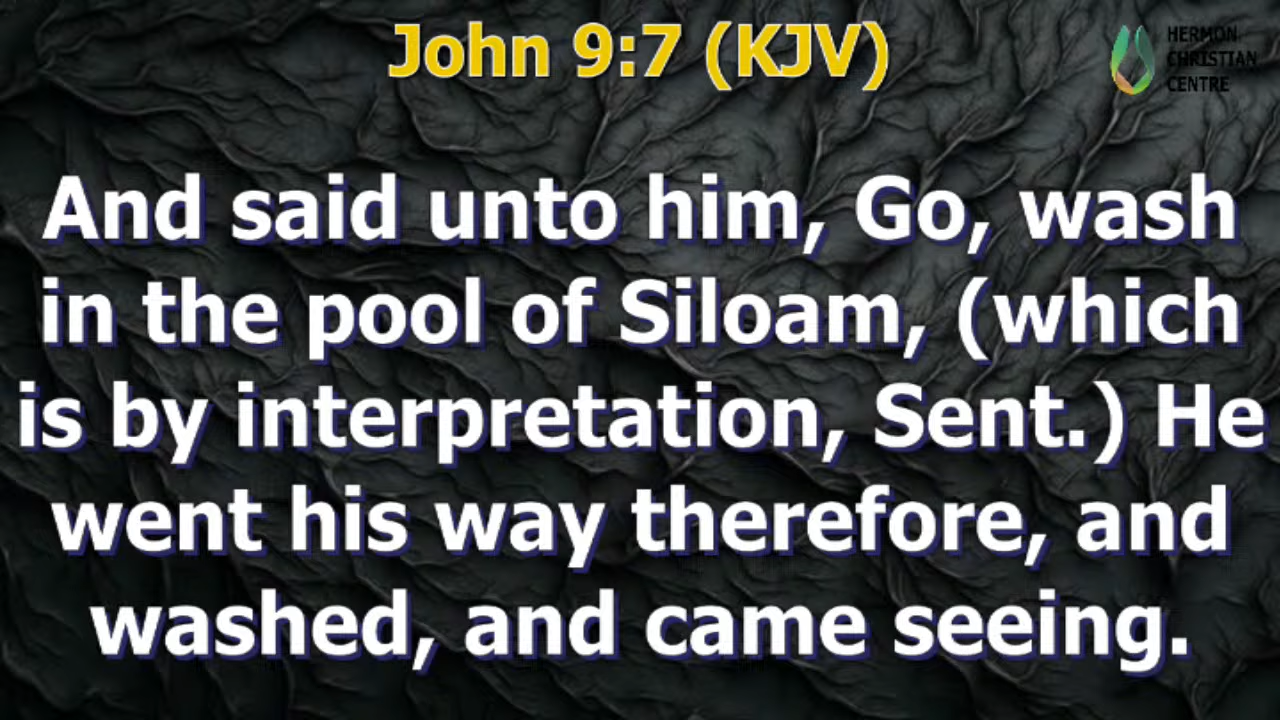 John 9:7 (KJV)
HERMON
CHRISTIAN
CENTRE
And said unto him, Go, wash
in the pool of Siloam, (which
is by interpretation, Sent.) He
went his way therefore, and
washed, and came seeing.